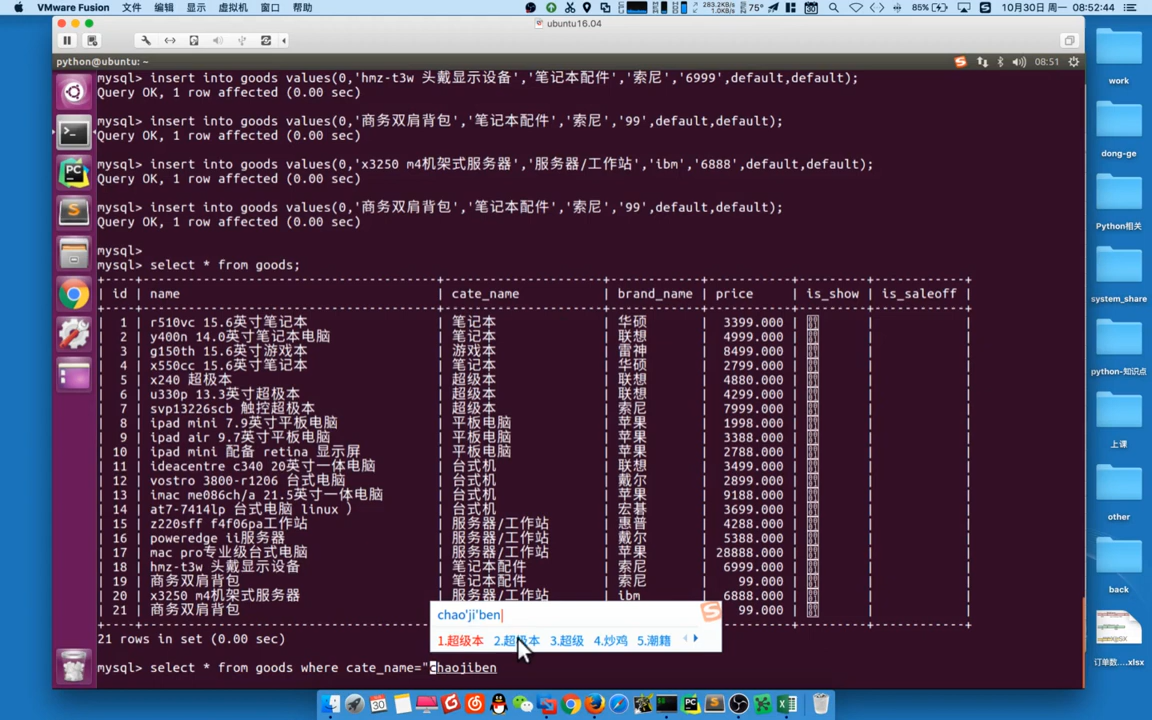 VMware Fusion 文件 编辑 显示 虚拟机 窗口 帮助 283.2KB/s 1.0KB/s 75° 85% 10月30日 周一 08:52:44
ubuntu16.04
python@ubuntu: ~ 08:51
mysql> insert into goods values(0,'hmz-t3w 头戴显示设备','笔记本配件','索尼','6999',default,default);
Query OK, 1 row affected (0.00 sec)
mysql> insert into goods values(0,'商务双肩背包','笔记本配件','索尼','99',default,default);
Query OK, 1 row affected (0.00 sec)
mysql> insert into goods values(0,'x3250 m4机架式服务器','服务器/工作站','ibm','6888',default,default);
Query OK, 1 row affected (0.00 sec)
mysql> insert into goods values(0,'商务双肩背包','笔记本配件','索尼','99',default,default);
Query OK, 1 row affected (0.00 sec)
mysql>
mysql> select * from goods;
| id | name | cate_name | brand_name | price | is_show | is_saleoff |
| 1 | r510vc 15.6英寸笔记本 | 笔记本 | 华硕 | 3399.000 |
| 2 | y400n 14.0英寸笔记本电脑 | 笔记本 | 联想 | 4999.000 |
| 3 | g150th 15.6英寸游戏本 | 游戏本 | 雷神 | 8499.000 |
| 4 | x550cc 15.6英寸笔记本 | 笔记本 | 华硕 | 2799.000 |
| 5 | x240 超极本 | 超级本 | 联想 | 4880.000 |
| 6 | u330p 13.3英寸超极本 | 超级本 | 联想 | 4299.000 |
| 7 | svp13226scb 触控超极本 | 超级本 | 索尼 | 7999.000 |
| 8 | ipad mini 7.9英寸平板电脑 | 平板电脑 | 苹果 | 1998.000 |
| 9 | ipad air 9.7英寸平板电脑 | 平板电脑 | 苹果 | 3388.000 |
| 10 | ipad mini 配备 retina 显示屏 | 平板电脑 | 苹果 | 2788.000 |
| 11 | ideacentre c340 20英寸一体电脑 | 台式机 | 联想 | 3499.000 |
| 12 | vostro 3800-r1206 台式电脑 | 台式机 | 戴尔 | 2899.000 |
| 13 | imac me086ch/a 21.5英寸一体电脑 | 台式机 | 苹果 | 9188.000 |
| 14 | at7-7414lp 台式电脑 linux ) | 台式机 | 宏碁 | 3699.000 |
| 15 | z220sff f4f06pa工作站 | 服务器/工作站 | 惠普 | 4288.000 |
| 16 | poweredge ii服务器 | 服务器/工作站 | 戴尔 | 5388.000 |
| 17 | mac pro专业级台式电脑 | 服务器/工作站 | 苹果 | 28888.000 |
| 18 | hmz-t3w 头戴显示设备 | 笔记本配件 | 索尼 | 6999.000 |
| 19 | 商务双肩背包 | 笔记本配件 | 索尼 | 99.000 |
| 20 | x3250 m4机架式服务器 | 服务器/工作站 | ibm | 6888.000 |
| 21 | 商务双肩背包 | 99.000 |
21 rows in set (0.00 sec)
mysql> select * from goods where cate_name="chaojiben
chao'ji'ben
1.超级本 2.超级本 3.超级 4.炒鸡 5.潮籍
work
dong-ge
Python相关
system_share
python-知识点
上课
other
back
订单数....xlsx